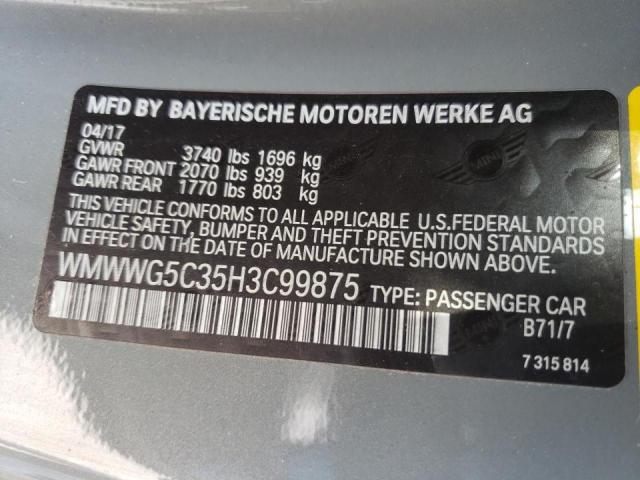 MFD BY BAYERISCHE MOTOREN WERKE AG
04/17
GVWR 3740 lbs 1696 kg
GAWR FRONT 2070 lbs 939 kg
GAWR REAR 1770 lbs 803 kg
THIS VEHICLE CONFORMS TO ALL APPLICABLE U.S.FEDERAL MOTOR
VEHICLE SAFETY, BUMPER AND THEFT PREVENTION STANDARDS
IN EFFECT ON THE DATE OF MANUFACTURE SHOWN ABOVE.
WMWWG5C35H3C99875 TYPE: PASSENGER CAR
B71/7
7 315 814